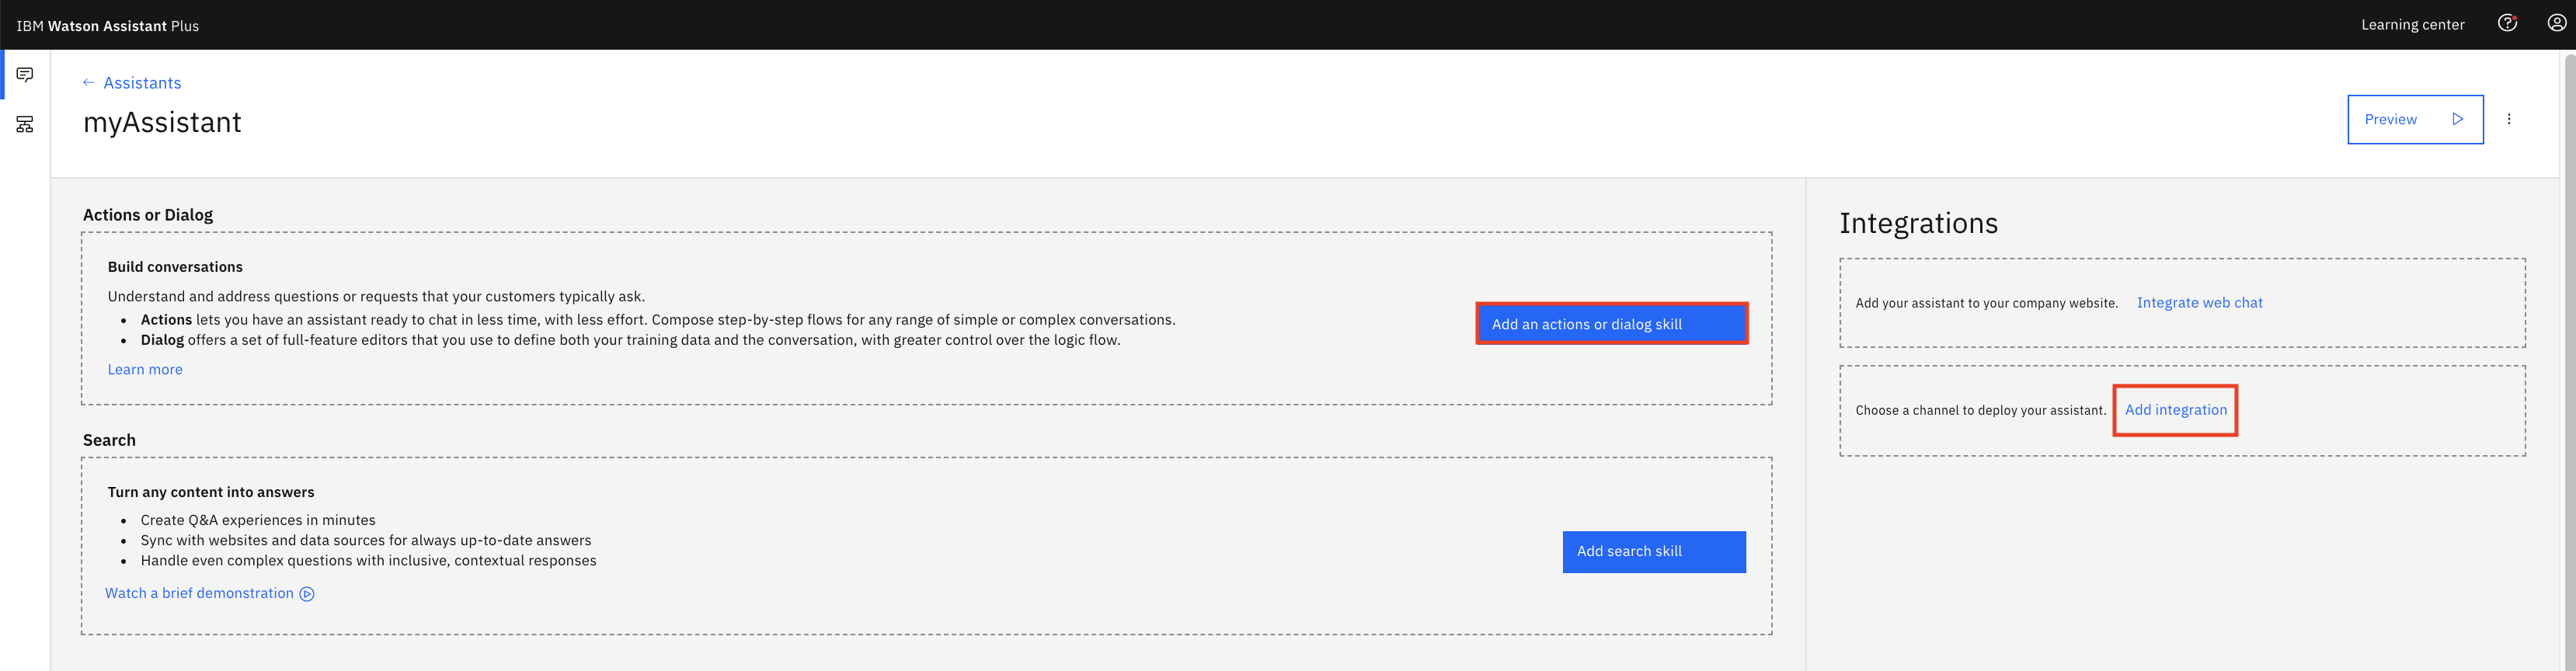 IBM Watson Assistant Plus
Learning center
← Assistants
myAssistant
Preview
Actions or Dialog
Build conversations
Understand and address questions or requests that your customers typically ask.
• Actions lets you have an assistant ready to chat in less time, with less effort. Compose step-by-step flows for any range of simple or complex conversations.
• Dialog offers a set of full-feature editors that you use to define both your training data and the conversation, with greater control over the logic flow.
Learn more
Add an actions or dialog skill
Search
Turn any content into answers
• Create Q&A experiences in minutes
• Sync with websites and data sources for always up-to-date answers
• Handle even complex questions with inclusive, contextual responses
Watch a brief demonstration
Add search skill
Integrations
Add your assistant to your company website. Integrate web chat
Choose a channel to deploy your assistant. Add integration